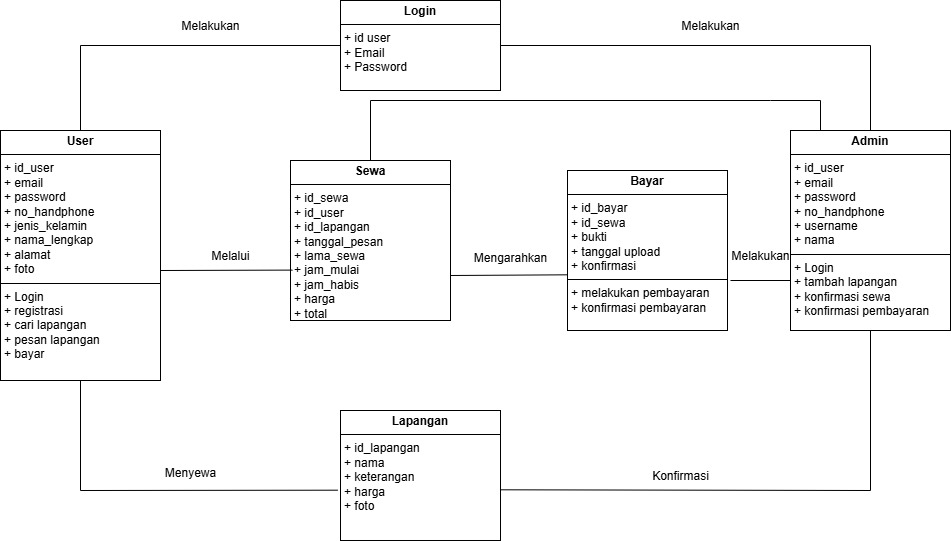 Login
+ id user
+ Email
+ Password
Melakukan
Melakukan
User
+ id_user
+ email
+ password
+ no_handphone
+ jenis_kelamin
+ nama_lengkap
+ alamat
+ foto
+ Login
+ registrasi
+ cari lapangan
+ pesan lapangan
+ bayar
Melalui
Sewa
+ id_sewa
+ id_user
+ id_lapangan
+ tanggal_pesan
+ lama_sewa
+ jam_mulai
+ jam_habis
+ harga
+ total
Mengarahkan
Bayar
+ id_bayar
+ id_sewa
+ bukti
+ tanggal upload
+ konfirmasi
+ melakukan pembayaran
+ konfirmasi pembayaran
Melakukan
Admin
+ id_user
+ email
+ password
+ no_handphone
+ username
+ nama
+ Login
+ tambah lapangan
+ konfirmasi sewa
+ konfirmasi pembayaran
Menyewa
Lapangan
+ id_lapangan
+ nama
+ keterangan
+ harga
+ foto
Konfirmasi